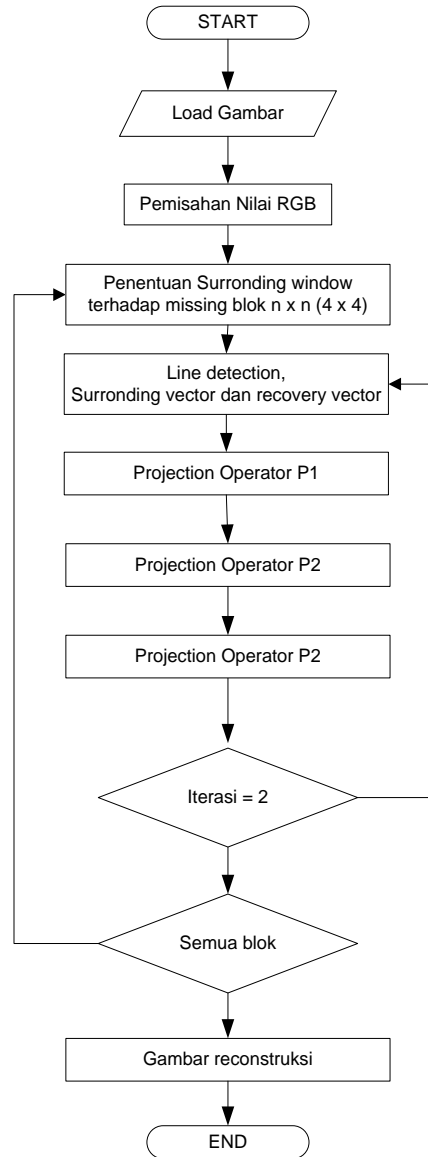 START
Load Gambar
Pemisahan Nilai RGB
Penentuan Surronding window
terhadap missing blok n x n (4 x 4)
Line detection,
Surronding vector dan recovery vector
Projection Operator P1
Projection Operator P2
Projection Operator P2
Iterasi = 2
Semua blok
Gambar reconstruksi
END